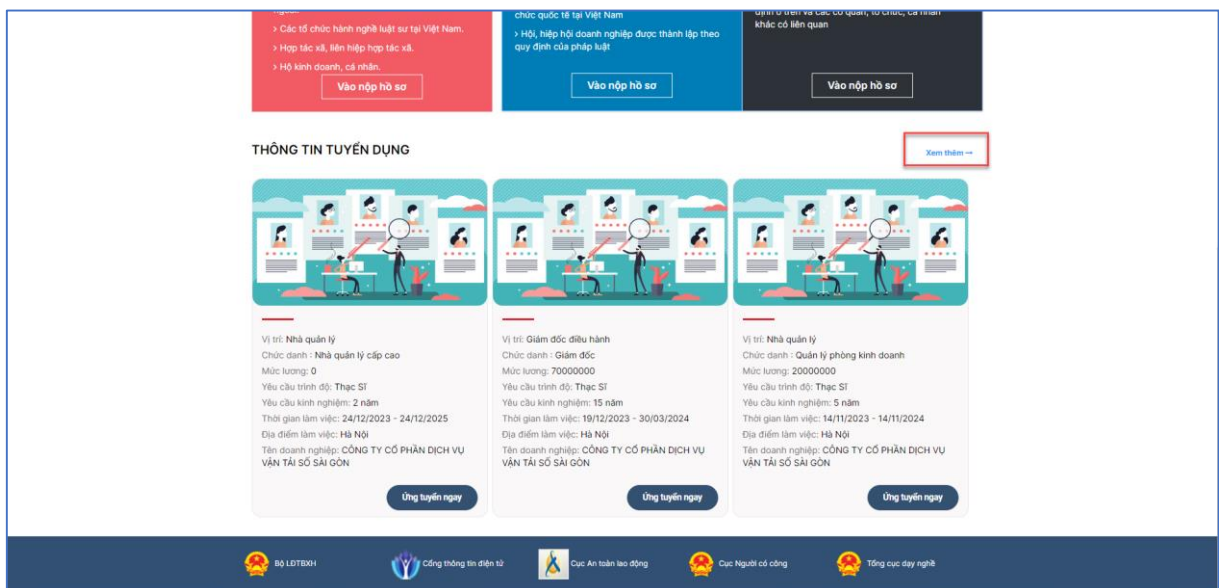 > Các tổ chức hành nghề luật sư tại Việt Nam.
> Hợp tác xã, liên hiệp hợp tác xã.
> Hộ kinh doanh, cá nhân.
Vào nộp hồ sơ
chức quốc tế tại Việt Nam
> Hội, hiệp hội doanh nghiệp được thành lập theo
quy định của pháp luật
Vào nộp hồ sơ
định ở trên và các cơ quan, tổ chức, cá nhân
khác có liên quan
Vào nộp hồ sơ
THÔNG TIN TUYỂN DỤNG
Xem thêm →
Vị trí: Nhà quản lý
Chức danh : Nhà quản lý cấp cao
Mức lương: 0
Yêu cầu trình độ: Thạc Sĩ
Yêu cầu kinh nghiệm: 2 năm
Thời gian làm việc: 24/12/2023 - 24/12/2025
Địa điểm làm việc: Hà Nội
Tên doanh nghiệp: CÔNG TY CỔ PHẦN DỊCH VỤ
VẬN TẢI SỐ SÀI GÒN
Ứng tuyển ngay
Vị trí: Giám đốc điều hành
Chức danh : Giám đốc
Mức lương: 70000000
Yêu cầu trình độ: Thạc Sĩ
Yêu cầu kinh nghiệm: 15 năm
Thời gian làm việc: 19/12/2023 - 30/03/2024
Địa điểm làm việc: Hà Nội
Tên doanh nghiệp: CÔNG TY CỔ PHẦN DỊCH VỤ
VẬN TẢI SỐ SÀI GÒN
Ứng tuyển ngay
Vị trí: Nhà quản lý
Chức danh : Quản lý phòng kinh doanh
Mức lương: 20000000
Yêu cầu trình độ: Thạc Sĩ
Yêu cầu kinh nghiệm: 5 năm
Thời gian làm việc: 14/11/2023 - 14/11/2024
Địa điểm làm việc: Hà Nội
Tên doanh nghiệp: CÔNG TY CỔ PHẦN DỊCH VỤ
VẬN TẢI SỐ SÀI GÒN
Ứng tuyển ngay
Bộ LĐTBXH
Cổng thông tin điện tử
Cục An toàn lao động
Cục Người có công
Tổng cục dạy nghề